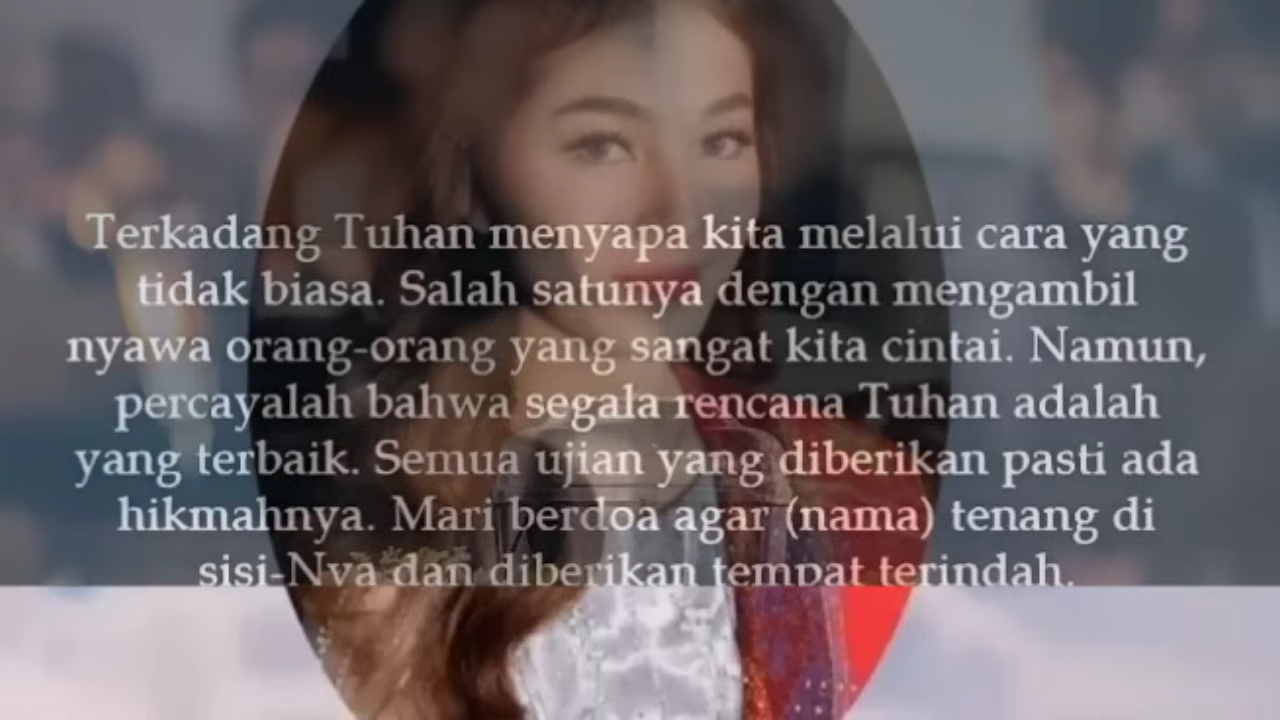 Terkadang Tuhan menyapa kita melalui cara yang
tidak biasa. Salah satunya dengan mengambil
nyawa orang-orang yang sangat kita cintai. Namun,
percayalah bahwa segala rencana Tuhan adalah
yang terbaik. Semua ujian yang diberikan pasti ada
hikmahnya. Mari berdoa agar (nama) tenang di
sisi-Nya dan diberikan tempat terindah.